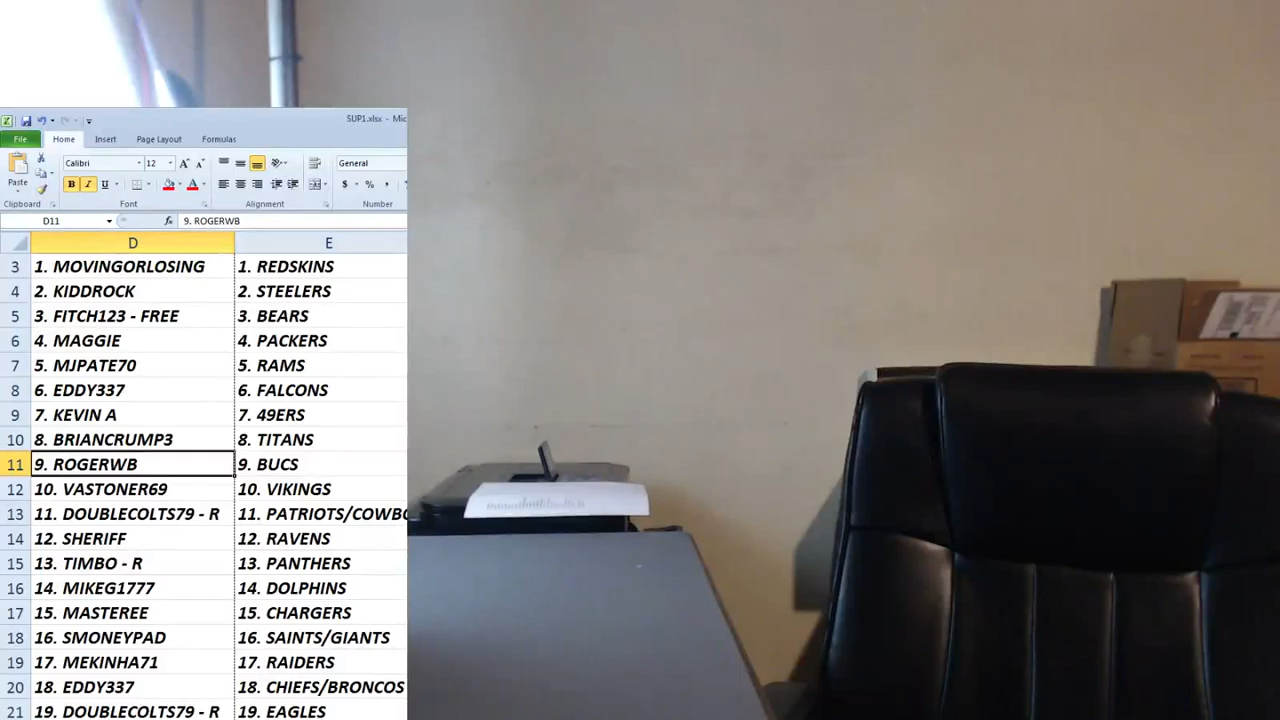 SUP1.xlsx - Mic
File Home Insert Page Layout Formulas
Calibri 12 General
Paste B I U $ % ,
Clipboard Font Alignment Number
D11 fx 9. ROGERWB
D E
3 1. MOVINGORLOSING 1. REDSKINS
4 2. KIDDROCK 2. STEELERS
5 3. FITCH123 - FREE 3. BEARS
6 4. MAGGIE 4. PACKERS
7 5. MJPATE70 5. RAMS
8 6. EDDY337 6. FALCONS
9 7. KEVIN A 7. 49ERS
10 8. BRIANCRUMP3 8. TITANS
11 9. ROGERWB 9. BUCS
12 10. VASTONER69 10. VIKINGS
13 11. DOUBLECOLTS79 - R 11. PATRIOTS/COWBO
14 12. SHERIFF 12. RAVENS
15 13. TIMBO - R 13. PANTHERS
16 14. MIKEG1777 14. DOLPHINS
17 15. MASTEREE 15. CHARGERS
18 16. SMONEYPAD 16. SAINTS/GIANTS
19 17. MEKINHA71 17. RAIDERS
20 18. EDDY337 18. CHIEFS/BRONCOS
21 19. DOUBLECOLTS79 - R 19. EAGLES